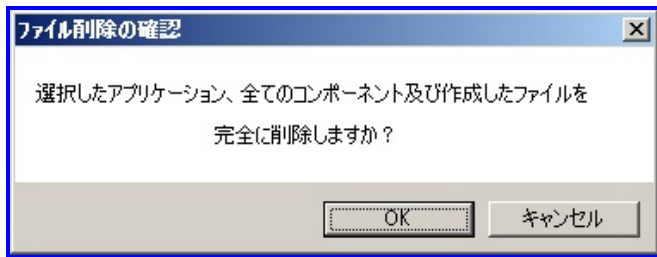 ファイル削除の確認
選択したアプリケーション、全てのコンポーネント及び作成したファイルを
完全に削除しますか？
OK
キャンセル